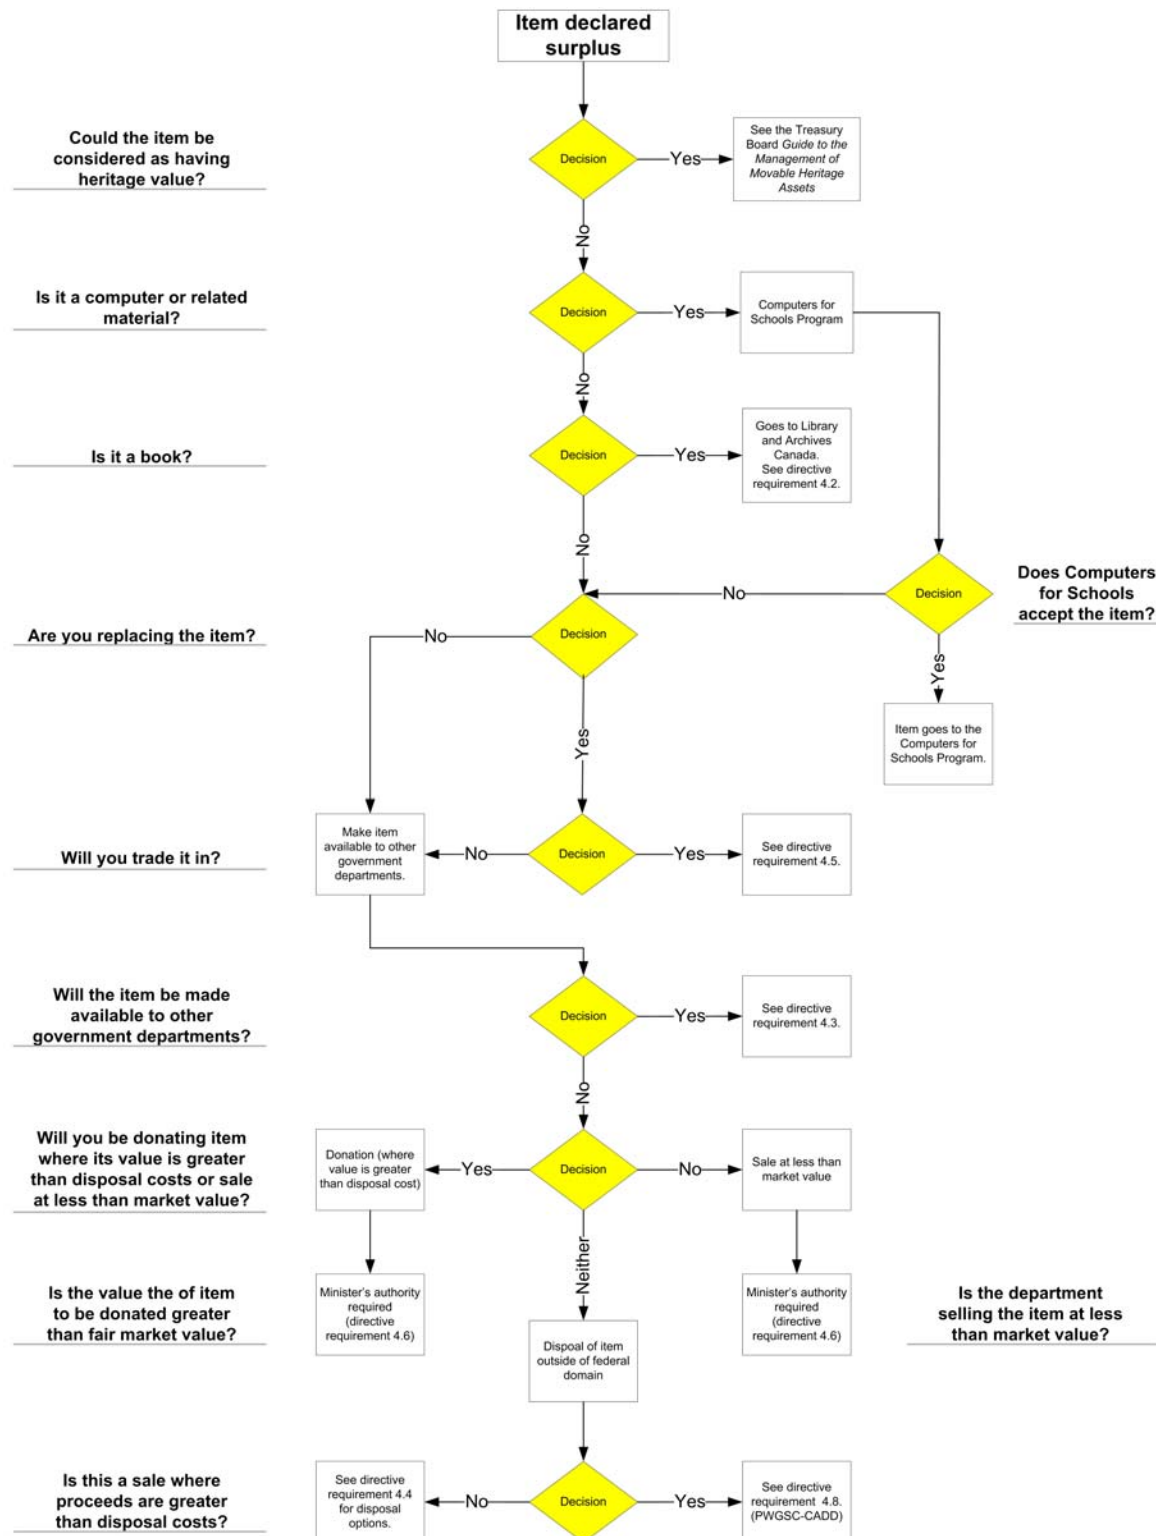 Item declared
surplus
Could the item be
considered as having
heritage value?
Decision
Yes
See the Treasury
Board Guide to the
Management of
Movable Heritage
Assets
No
Is it a computer or related
material?
Decision
Yes
Computers for
Schools Program
No
Is it a book?
Decision
Yes
Goes to Library
and Archives
Canada.
See directive
requirement 4.2.
No
Does Computers
for Schools
accept the item?
Decision
No
Yes
Item goes to the
Computers for
Schools Program.
Are you replacing the item?
Decision
No
Yes
Will you trade it in?
Make item
available to other
government
departments.
No
Decision
Yes
See directive
requirement 4.5.
Will the item be made
available to other
government departments?
Decision
Yes
See directive
requirement 4.3.
No
Will you be donating item
where its value is greater
than disposal costs or sale
at less than market value?
Donation (where
value is greater
than disposal cost)
Yes
Decision
No
Sale at less than
market value
Neither
Is the value the of item
to be donated greater
than fair market value?
Minister's authority
required
(directive
requirement 4.6)
Minister's authority
required
(directive
requirement 4.6)
Is the department
selling the item at less
than market value?
Dispoal of item
outside of federal
domain
Is this a sale where
proceeds are greater
than disposal costs?
See directive
requirement 4.4
for disposal
options.
No
Decision
Yes
See directive
requirement 4.8.
(PWGSC-CADD)